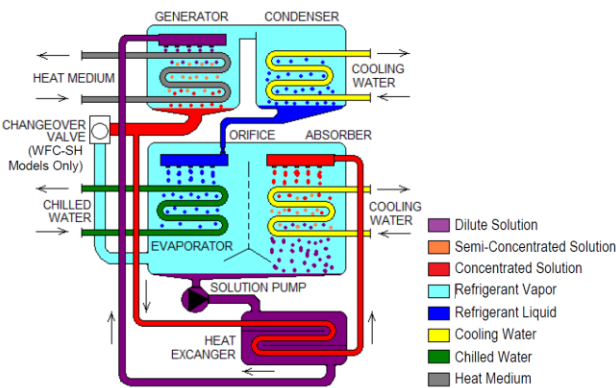 GENERATOR
CONDENSER
HEAT MEDIUM
COOLING
WATER
CHANGEOVER
VALVE
(WFC-SH
Models Only)
ORIFICE
ABSORBER
CHILLED
WATER
COOLING
WATER
EVAPORATOR
SOLUTION PUMP
HEAT
EXCANGER
Dilute Solution
Semi-Concentrated Solution
Concentrated Solution
Refrigerant Vapor
Refrigerant Liquid
Cooling Water
Chilled Water
Heat Medium